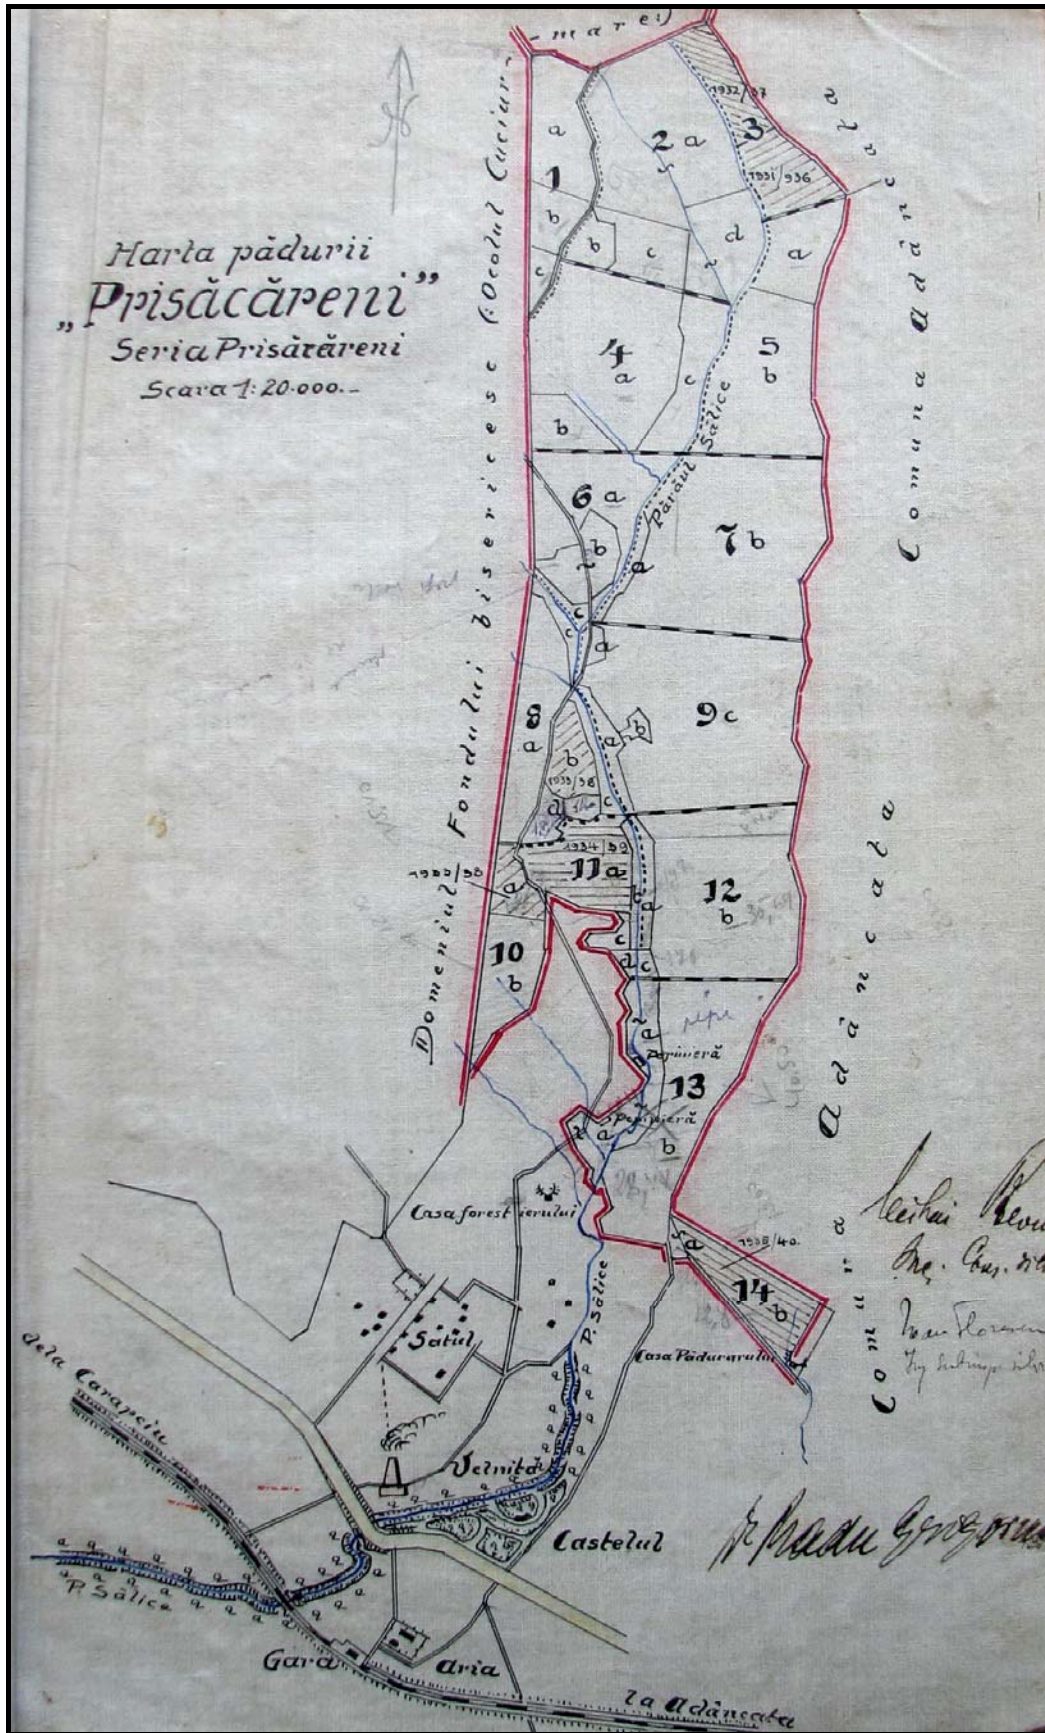 Harta pădurii
„Prisăcăreni”
Seria Prisăcăreni
Scara 1:20.000.-
Domeniul Fondului bisericesc (:Ocolul Cuciur-
- mare:)
Comuna Adâncata
Comuna Adâncata
1932/37
3
1931/936
a
2 a
1
b
b
c
d
a
c
4
a
c
5
b
b
Pârâul Sălice
6 a
7 b
b
a
c
c
a
8
a
9 c
b
a
b
1933/38
c
d
1934/39
11 a
a
12
b
b
a
10
b
c
d c
a
Pepinieră
13
Pepinieră
a
b
Casa forestierului
1938/40.
a
14
b
Casa Pădurarului
P. Sălice
Satul
dela Carapciu
Velnița
Castelul
P. Sălice
Gara
Aria
la Adâncata
Mihai
Radu Grigorovici